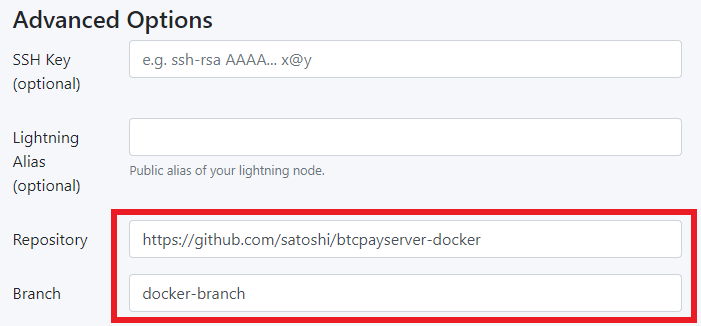 Advanced Options
SSH Key
(optional)
e.g. ssh-rsa AAAA... x@y
Lightning
Alias
(optional)
Public alias of your lightning node.
Repository
https://github.com/satoshi/btcpayserver-docker
Branch
docker-branch